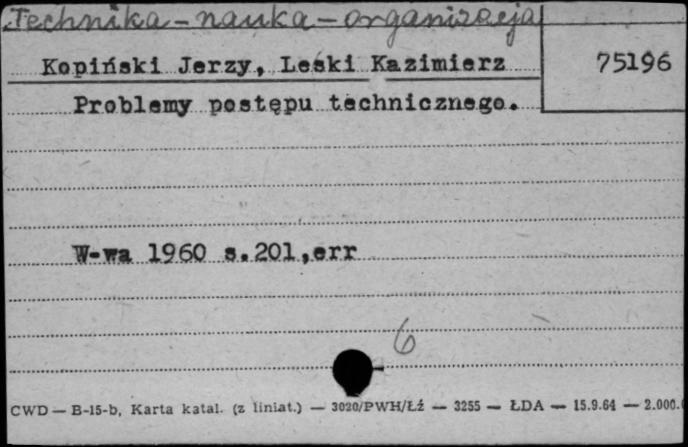 Technika - nauka - organizacja
Kopiński Jerzy, Leski Kazimierz
75196
Problemy postępu technicznego.
W-wa 1960 s.201,err
6
CWD — B-15-b, Karta katal. (z liniat.) — 3020/PWH/Łź — 3255 — ŁDA — 15.9.64 — 2.000.